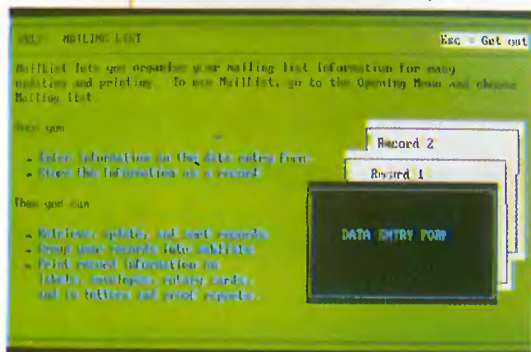 HELP: MAILING LIST
Esc = Get out
MailList lets you organize your mailing list information for easy
updating and printing. To use MailList, go to the Opening Menu and choose
Mailing list
Then you
- Enter information on the data entry form
- Store the information as a record
Then you can
- Retrieve, update, and sort records
- Group your records into sublists
- Print record information on
labels, envelopes, rotary cards,
and in letters and proof reports.
Record 2
Record 1
DATA ENTRY FORM